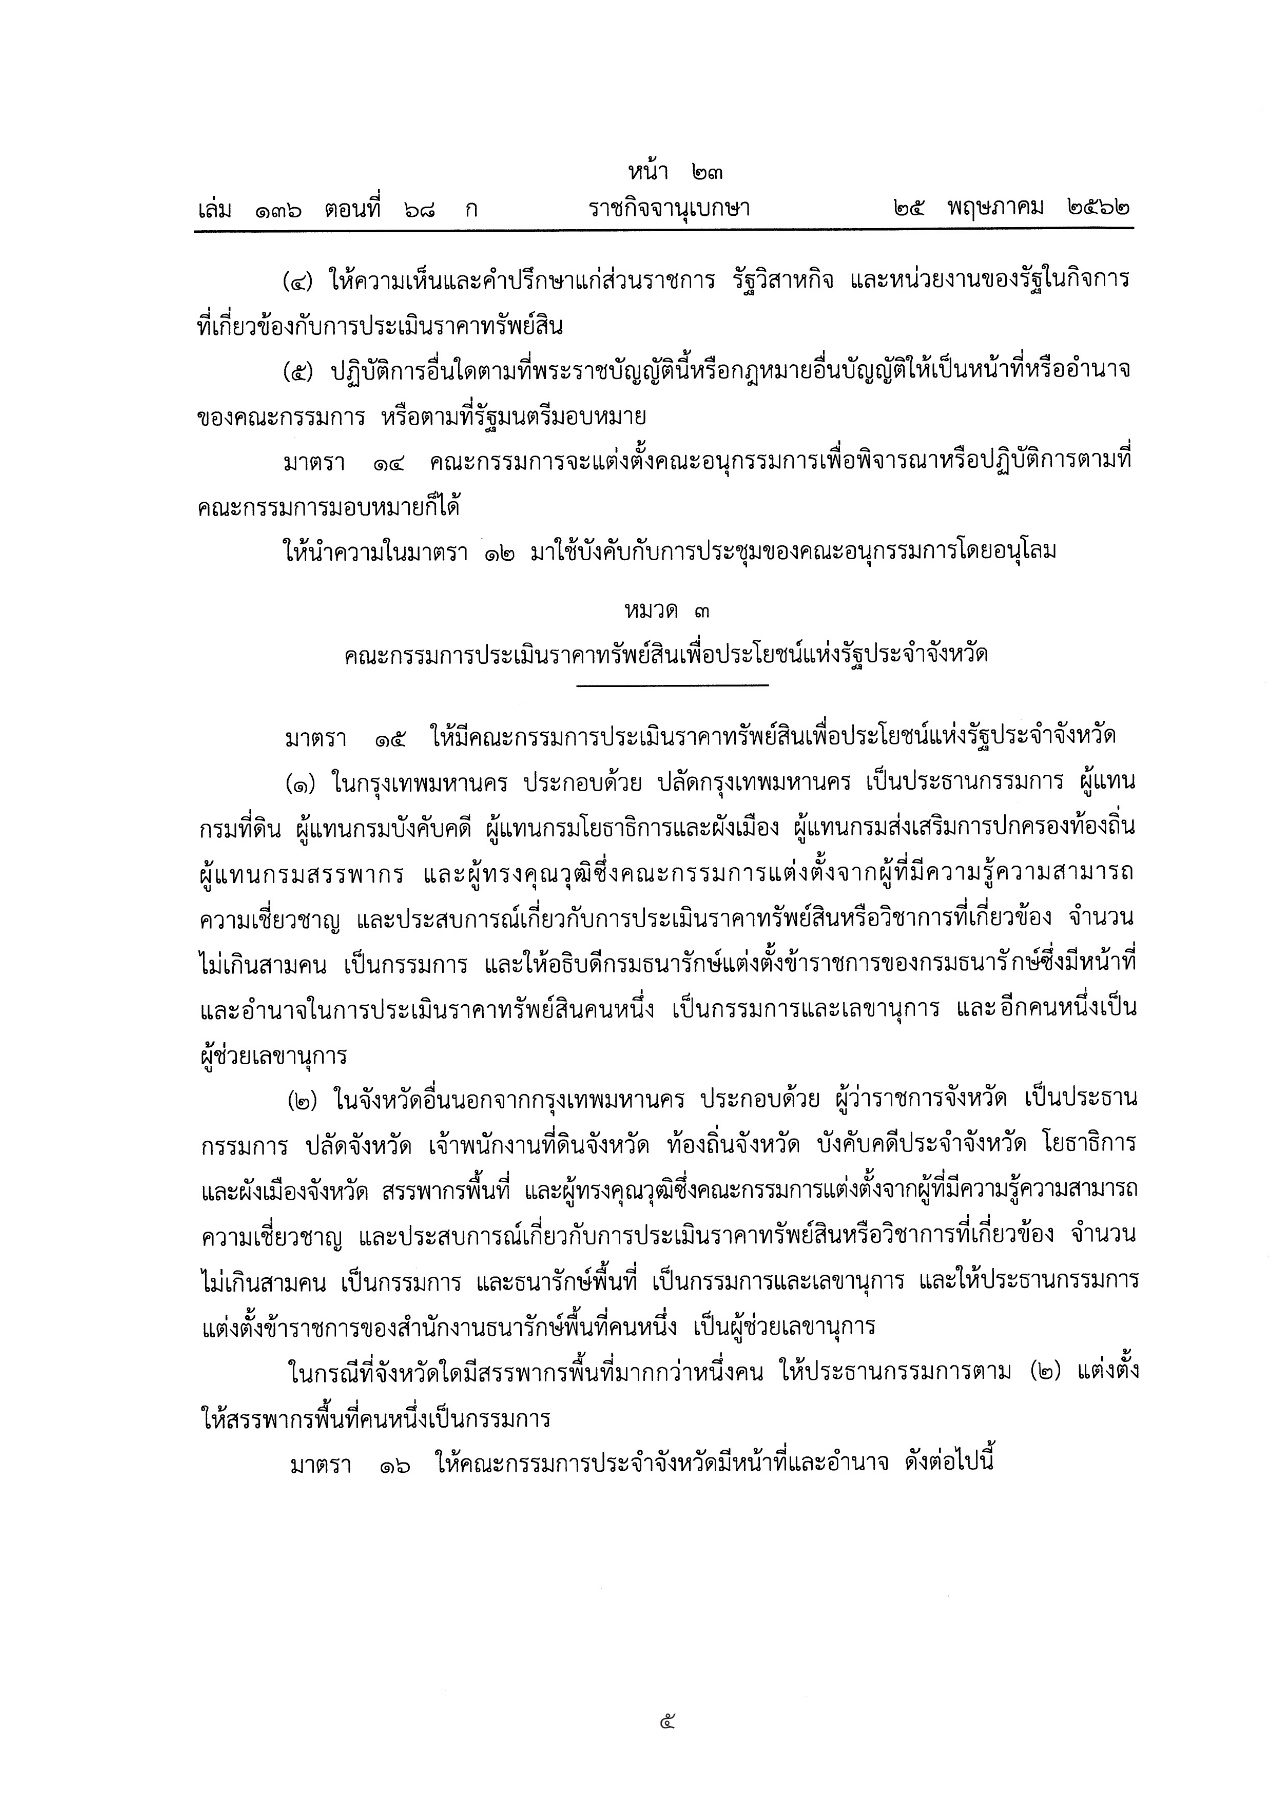 หน้า ๒๓
เล่ม ๑๓๖ ตอนที่ ๖๘ ก ราชกิจจานุเบกษา ๒๕ พฤษภาคม ๒๕๖๒
(๔) ให้ความเห็นและคำปรึกษาแก่ส่วนราชการ รัฐวิสาหกิจ และหน่วยงานของรัฐในกิจการ
ที่เกี่ยวข้องกับการประเมินราคาทรัพย์สิน
(๕) ปฏิบัติการอื่นใดตามที่พระราชบัญญัตินี้หรือกฎหมายอื่นบัญญัติให้เป็นหน้าที่หรืออำนาจ
ของคณะกรรมการ หรือตามที่รัฐมนตรีมอบหมาย
มาตรา ๑๔ คณะกรรมการจะแต่งตั้งคณะอนุกรรมการเพื่อพิจารณาหรือปฏิบัติการตามที่
คณะกรรมการมอบหมายก็ได้
ให้นำความในมาตรา ๑๒ มาใช้บังคับกับการประชุมของคณะอนุกรรมการโดยอนุโลม
หมวด ๓
คณะกรรมการประเมินราคาทรัพย์สินเพื่อประโยชน์แห่งรัฐประจำจังหวัด
มาตรา ๑๕ ให้มีคณะกรรมการประเมินราคาทรัพย์สินเพื่อประโยชน์แห่งรัฐประจำจังหวัด
(๑) ในกรุงเทพมหานคร ประกอบด้วย ปลัดกรุงเทพมหานคร เป็นประธานกรรมการ ผู้แทน
กรมที่ดิน ผู้แทนกรมบังคับคดี ผู้แทนกรมโยธาธิการและผังเมือง ผู้แทนกรมส่งเสริมการปกครองท้องถิ่น
ผู้แทนกรมสรรพากร และผู้ทรงคุณวุฒิซึ่งคณะกรรมการแต่งตั้งจากผู้ที่มีความรู้ความสามารถ
ความเชี่ยวชาญ และประสบการณ์เกี่ยวกับการประเมินราคาทรัพย์สินหรือวิชาการที่เกี่ยวข้อง จำนวน
ไม่เกินสามคน เป็นกรรมการ และให้อธิบดีกรมธนารักษ์แต่งตั้งข้าราชการของกรมธนารักษ์ซึ่งมีหน้าที่
และอำนาจในการประเมินราคาทรัพย์สินคนหนึ่ง เป็นกรรมการและเลขานุการ และอีกคนหนึ่งเป็น
ผู้ช่วยเลขานุการ
(๒) ในจังหวัดอื่นนอกจากกรุงเทพมหานคร ประกอบด้วย ผู้ว่าราชการจังหวัด เป็นประธาน
กรรมการ ปลัดจังหวัด เจ้าพนักงานที่ดินจังหวัด ท้องถิ่นจังหวัด บังคับคดีประจำจังหวัด โยธาธิการ
และผังเมืองจังหวัด สรรพากรพื้นที่ และผู้ทรงคุณวุฒิซึ่งคณะกรรมการแต่งตั้งจากผู้ที่มีความรู้ความสามารถ
ความเชี่ยวชาญ และประสบการณ์เกี่ยวกับการประเมินราคาทรัพย์สินหรือวิชาการที่เกี่ยวข้อง จำนวน
ไม่เกินสามคน เป็นกรรมการ และธนารักษ์พื้นที่ เป็นกรรมการและเลขานุการ และให้ประธานกรรมการ
แต่งตั้งข้าราชการของสำนักงานธนารักษ์พื้นที่คนหนึ่ง เป็นผู้ช่วยเลขานุการ
ในกรณีที่จังหวัดใดมีสรรพากรพื้นที่มากกว่าหนึ่งคน ให้ประธานกรรมการตาม (๒) แต่งตั้ง
ให้สรรพากรพื้นที่คนหนึ่งเป็นกรรมการ
มาตรา ๑๖ ให้คณะกรรมการประจำจังหวัดมีหน้าที่และอำนาจ ดังต่อไปนี้
๕